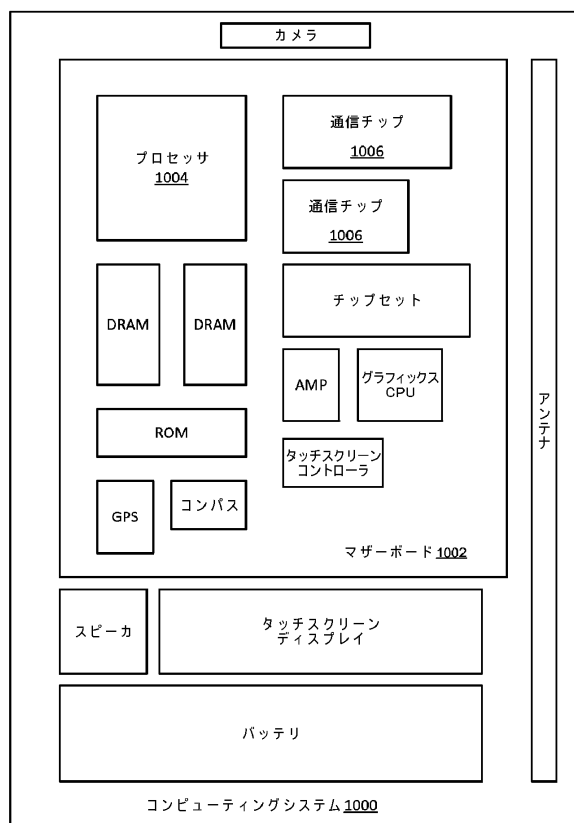 カメラ
プロセッサ
1004
通信チップ
1006
通信チップ
1006
DRAM
DRAM
チップセット
AMP
グラフィックス
CPU
ROM
タッチスクリーン
コントローラ
GPS
コンパス
マザーボード 1002
アンテナ
スピーカ
タッチスクリーン
ディスプレイ
バッテリ
コンピューティングシステム 1000